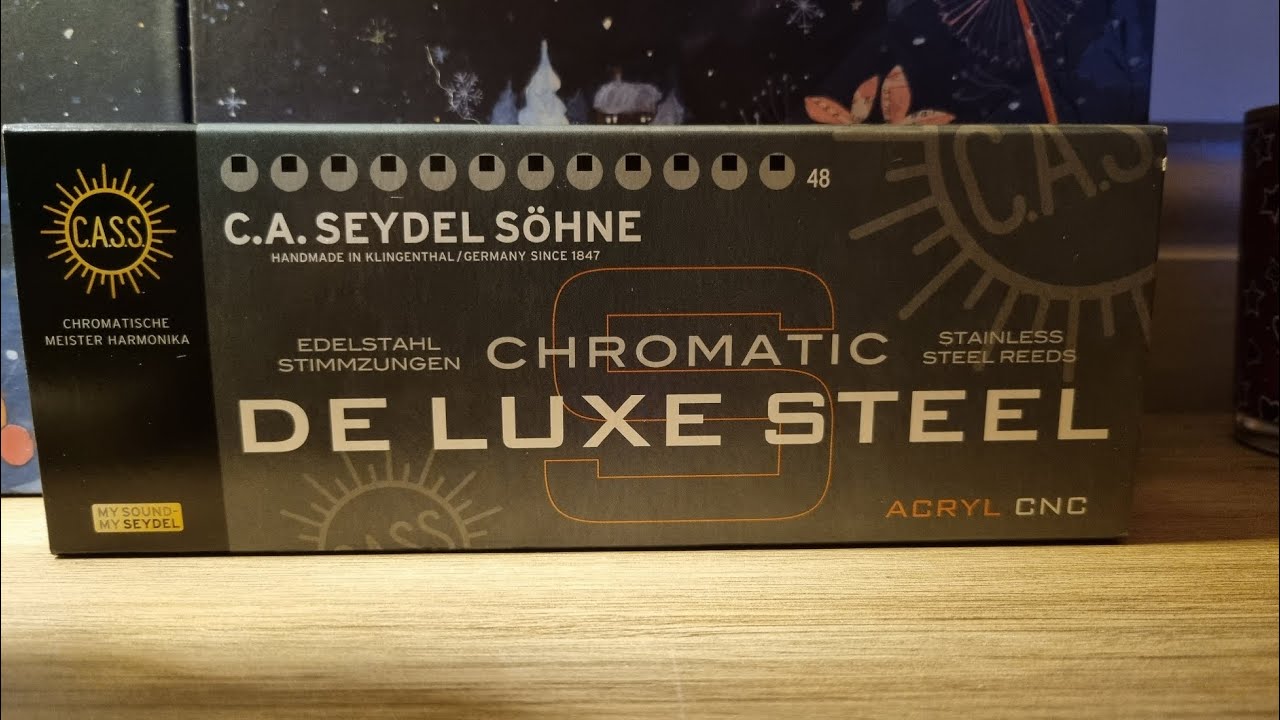 48
C.A. SEYDEL SÖHNE
HANDMADE IN KLINGENTHAL/GERMANY SINCE 1847
C.A.S.S.
CHROMATISCHE
MEISTER HARMONIKA
MY SOUND-
MY SEYDEL
EDELSTAHL
STIMMZUNGEN
CHROMATIC
STAINLESS
STEEL REEDS
DE LUXE STEEL
S
ACRYL CNC
C.A.S.
C.A.S.S.